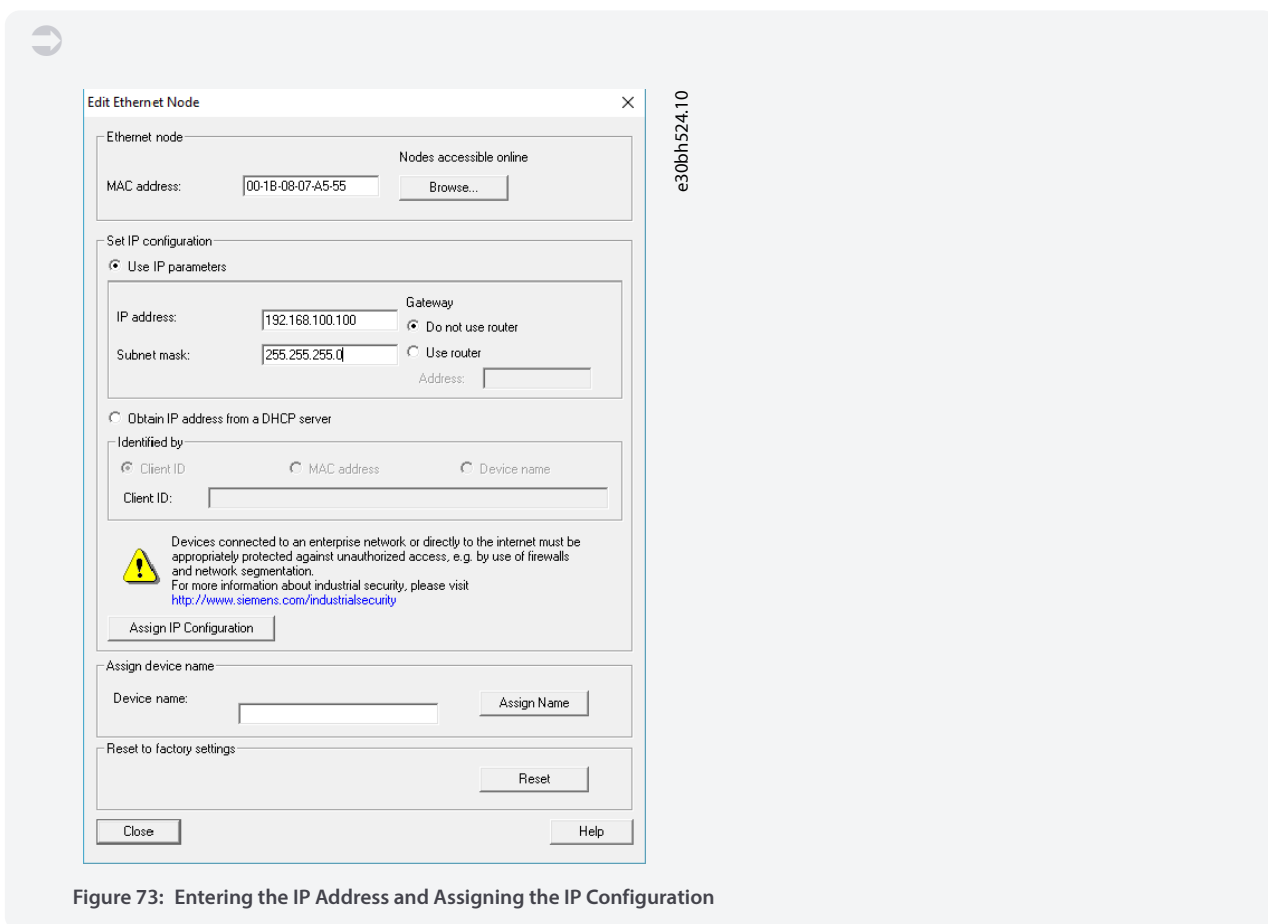 Edit Ethernet Node
e30bh524.10
Ethernet node
Nodes accessible online
MAC address: 00-1B-08-07-A5-55 Browse...
Set IP configuration
Use IP parameters
Gateway
IP address: 192.168.100.100 Do not use router
Subnet mask: 255.255.255.0 Use router
Address:
Obtain IP address from a DHCP server
Identified by
Client ID MAC address Device name
Client ID:
Devices connected to an enterprise network or directly to the internet must be
appropriately protected against unauthorized access, e.g. by use of firewalls
and network segmentation.
For more information about industrial security, please visit
http://www.siemens.com/industrialsecurity
Assign IP Configuration
Assign device name
Device name: Assign Name
Reset to factory settings
Reset
Close Help
Figure 73: Entering the IP Address and Assigning the IP Configuration